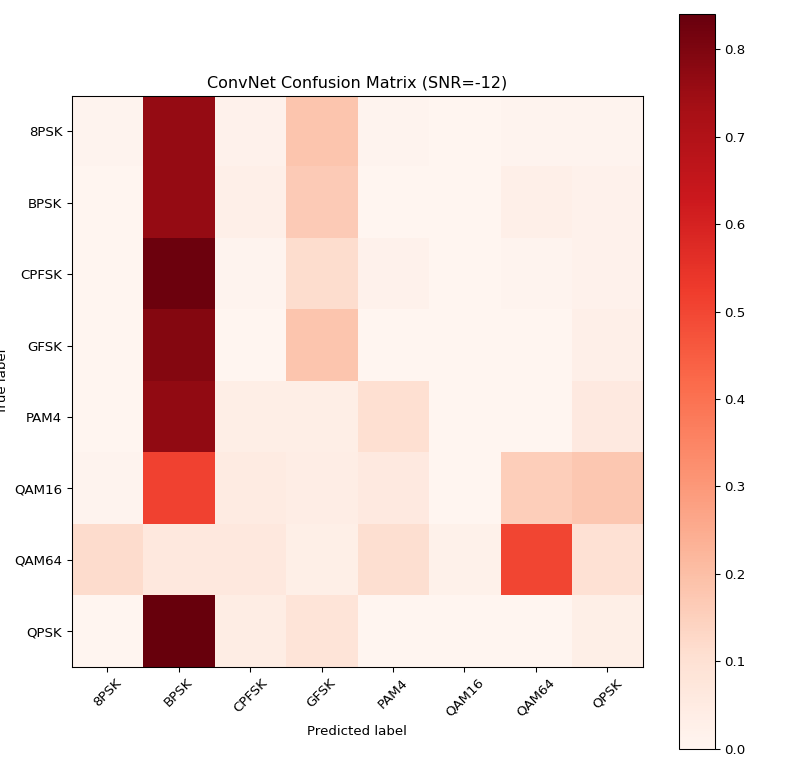 ConvNet Confusion Matrix (SNR=-12)
8PSK
BPSK
CPFSK
GFSK
PAM4
QAM16
QAM64
QPSK
label
8PSK
BPSK
CPFSK
GFSK
PAM4
QAM16
QAM64
QPSK
Predicted label
0.8
0.7
0.6
0.5
0.4
0.3
0.2
0.1
0.0